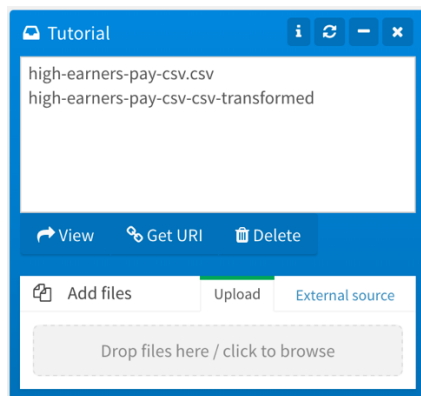 Tutorial
high-earners-pay-csv.csv
high-earners-pay-csv-csv-transformed
View Get URI Delete
Add files Upload External source
Drop files here / click to browse